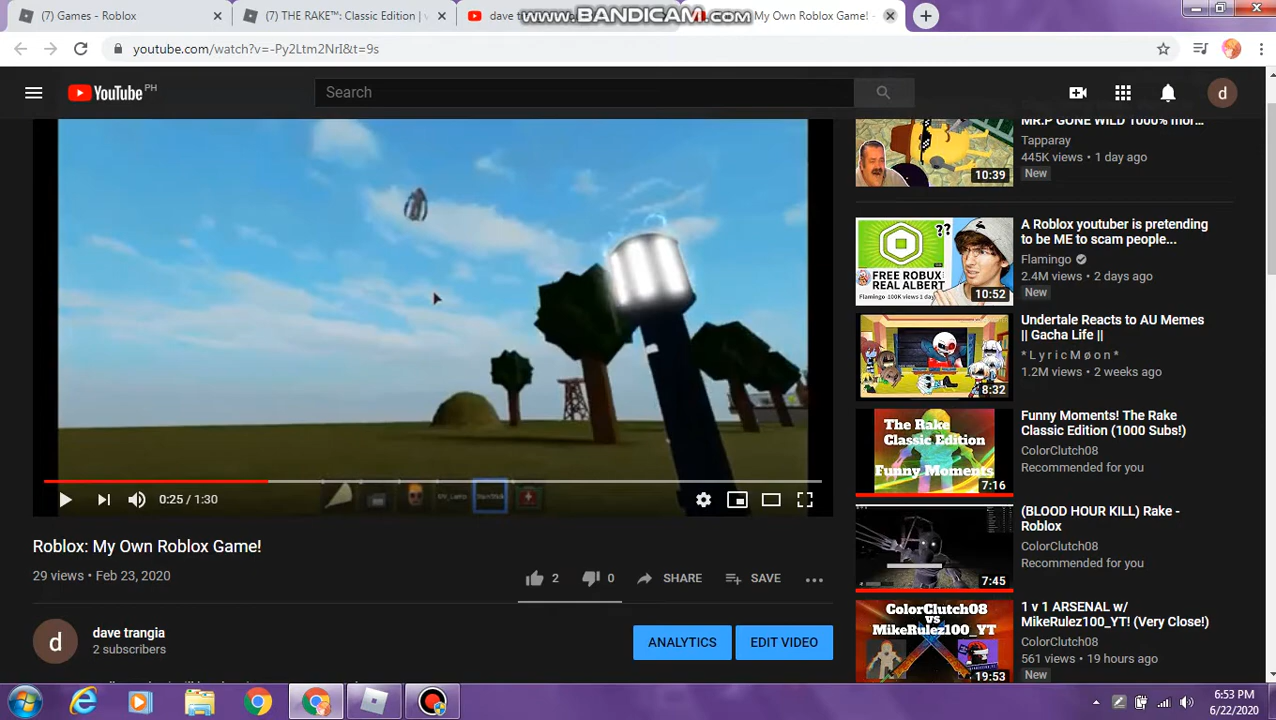 (7) Games - Roblox
(7) THE RAKE™: Classic Edition |
dave t
My Own Roblox Game! -
www.BANDICAM.com
youtube.com/watch?v=-Py2Ltm2NrI&t=9s
YouTube PH
Search
d
MR.P GONE WILD 1000% mor...
Tapparay
445K views • 1 day ago
New
10:39
A Roblox youtuber is pretending
to be ME to scam people...
Flamingo
2.4M views • 2 days ago
New
??
FREE ROBUX
REAL ALBERT
Flamingo 100K views 1 day
10:52
Undertale Reacts to AU Memes
|| Gacha Life ||
* L y r i c M ø o n *
1.2M views • 2 weeks ago
8:32
Funny Moments! The Rake
Classic Edition (1000 Subs!)
ColorClutch08
Recommended for you
The Rake
Classic Edition
Funny Moments
7:16
(BLOOD HOUR KILL) Rake -
Roblox
ColorClutch08
Recommended for you
7:45
1 v 1 ARSENAL w/
MikeRulez100_YT! (Very Close!)
ColorClutch08
561 views • 19 hours ago
New
ColorClutch08
vs
MikeRulez100_YT
19:53
0:25 / 1:30
UV_Lamp
StunStick
Roblox: My Own Roblox Game!
29 views • Feb 23, 2020
2
0
SHARE
SAVE
d
dave trangia
2 subscribers
ANALYTICS
EDIT VIDEO
6:53 PM
6/22/2020